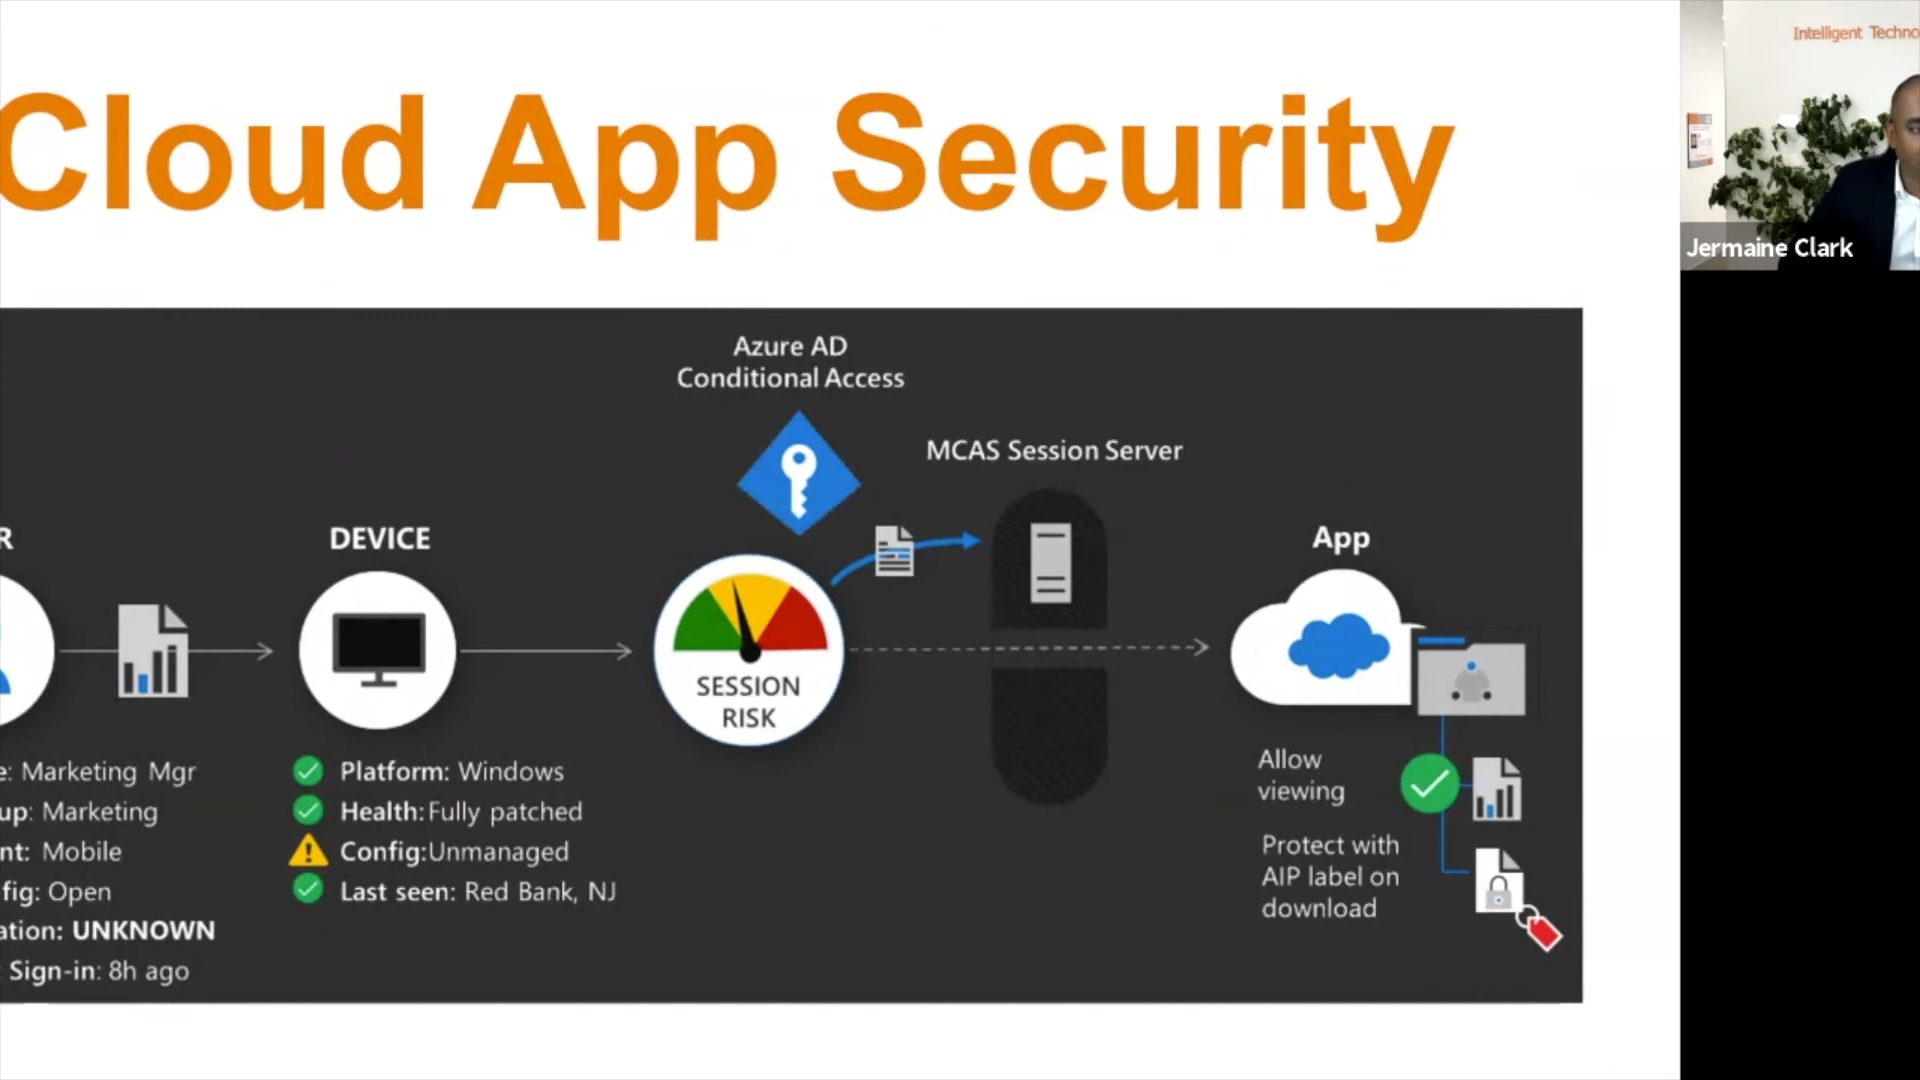 Cloud App Security
Intelligent Techno
Jermaine Clark
Azure AD
Conditional Access
MCAS Session Server
R
DEVICE
App
SESSION
RISK
e: Marketing Mgr
up: Marketing
nt: Mobile
fig: Open
ation: UNKNOWN
Sign-in: 8h ago
Platform: Windows
Health: Fully patched
Config: Unmanaged
Last seen: Red Bank, NJ
Allow
viewing
Protect with
AIP label on
download